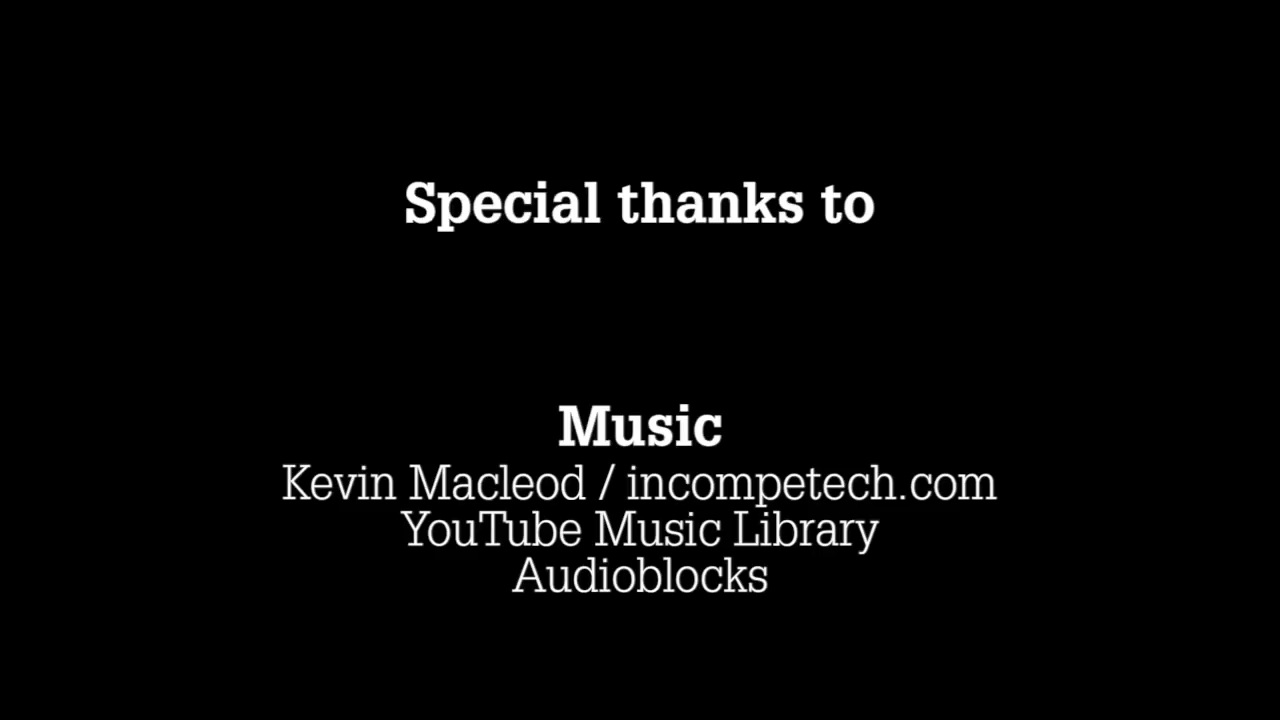 Special thanks to
Music
Kevin Macleod / incompetech.com
YouTube Music Library
Audioblocks